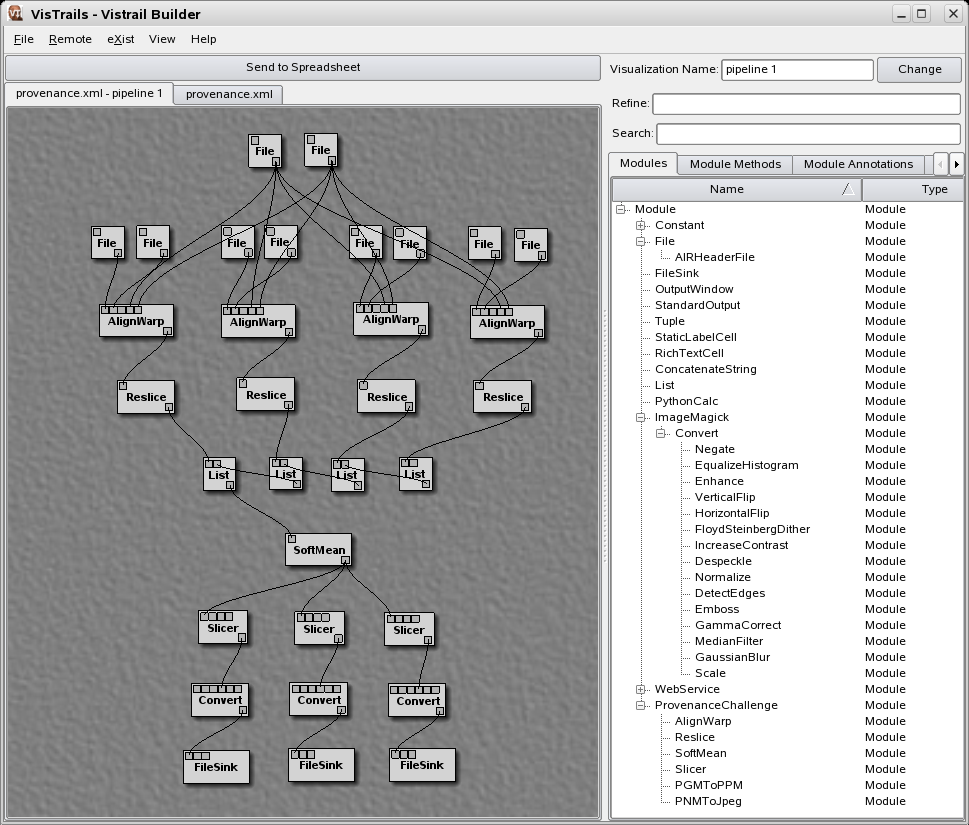 VisTrails - Vistrail Builder
File Remote eXist View Help
Send to Spreadsheet
Visualization Name: pipeline 1 Change
provenance.xml - pipeline 1 provenance.xml
Refine:
Search:
Modules Module Methods Module Annotations
Name Type
File File
File File File File File File File File
AlignWarp AlignWarp AlignWarp AlignWarp
Reslice Reslice Reslice Reslice
List List List List
SoftMean
Slicer Slicer Slicer
Convert Convert Convert
FileSink FileSink FileSink
Module Module
Constant Module
File Module
AIRHeaderFile Module
FileSink Module
OutputWindow Module
StandardOutput Module
Tuple Module
StaticLabelCell Module
RichTextCell Module
ConcatenateString Module
List Module
PythonCalc Module
ImageMagick Module
Convert Module
Negate Module
EqualizeHistogram Module
Enhance Module
VerticalFlip Module
HorizontalFlip Module
FloydSteinbergDither Module
IncreaseContrast Module
Despeckle Module
Normalize Module
DetectEdges Module
Emboss Module
GammaCorrect Module
MedianFilter Module
GaussianBlur Module
Scale Module
WebService Module
ProvenanceChallenge Module
AlignWarp Module
Reslice Module
SoftMean Module
Slicer Module
PGMToPPM Module
PNMToJpeg Module